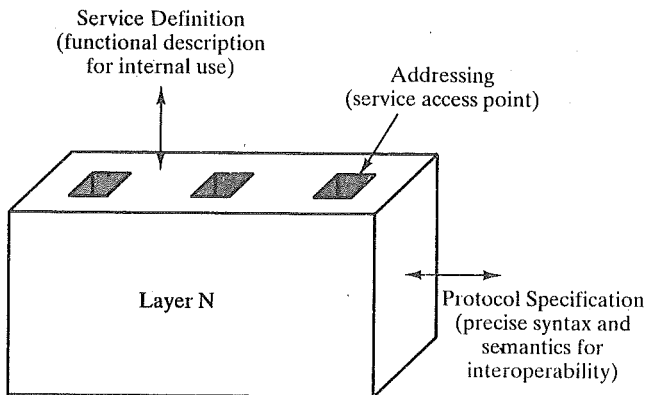 Service Definition
(functional description
for internal use)
Addressing
(service access point)
Layer N
Protocol Specification
(precise syntax and
semantics for
interoperability)